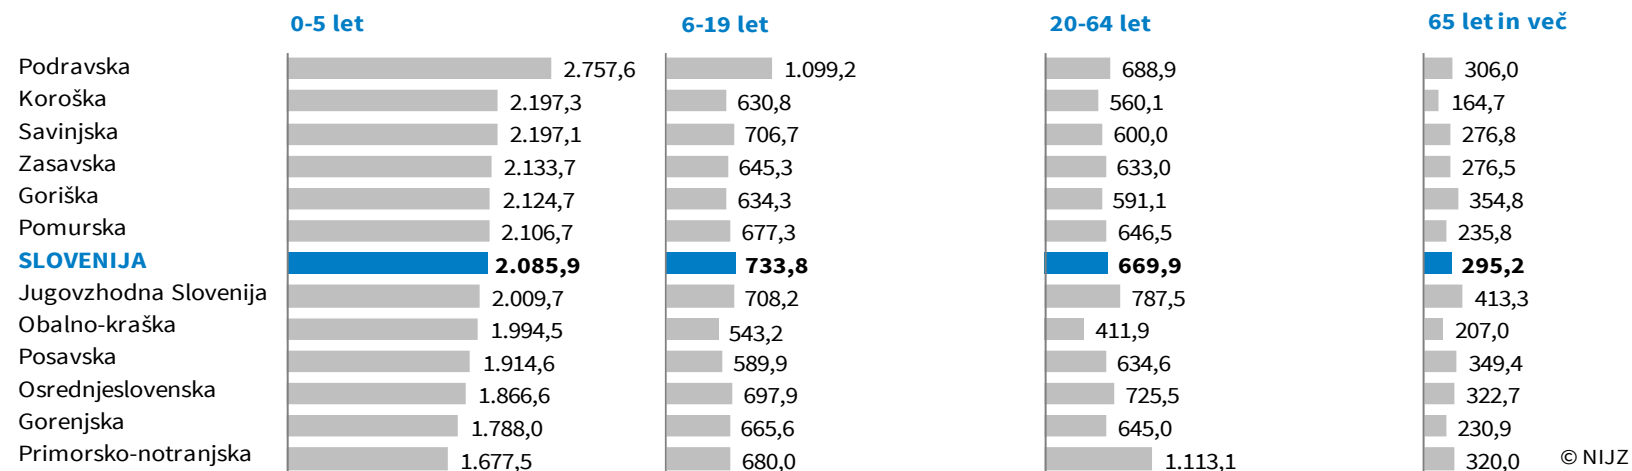 0-5 let 6-19 let 20-64 let 65 let in več
Podravska 2.757,6 1.099,2 688,9 306,0
Koroška 2.197,3 630,8 560,1 164,7
Savinjska 2.197,1 706,7 600,0 276,8
Zasavska 2.133,7 645,3 633,0 276,5
Goriška 2.124,7 634,3 591,1 354,8
Pomurska 2.106,7 677,3 646,5 235,8
SLOVENIJA 2.085,9 733,8 669,9 295,2
Jugovzhodna Slovenija 2.009,7 708,2 787,5 413,3
Obalno-kraška 1.994,5 543,2 411,9 207,0
Posavska 1.914,6 589,9 634,6 349,4
Osrednjeslovenska 1.866,6 697,9 725,5 322,7
Gorenjska 1.788,0 665,6 645,0 230,9
Primorsko-notranjska 1.677,5 680,0 1.113,1 320,0 © NIJZ